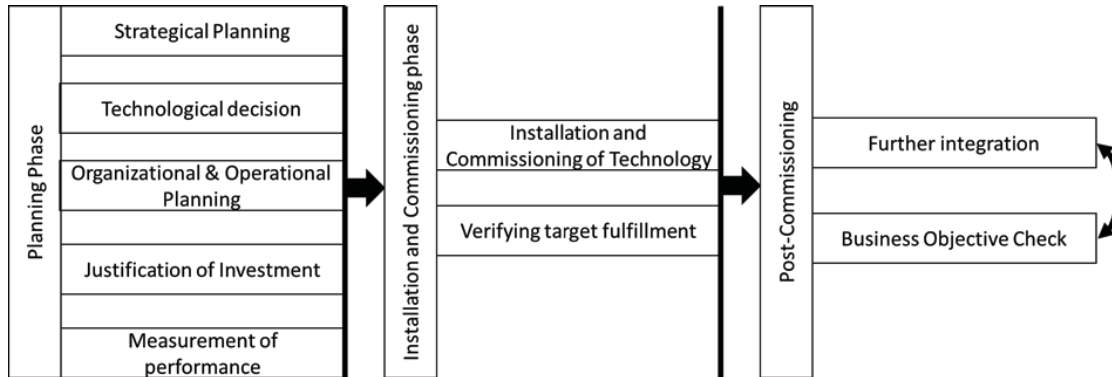 Planning Phase
Strategical Planning
Technological decision
Organizational & Operational
Planning
Justification of Investment
Measurement of
performance
Installation and Commissioning phase
Installation and
Commissioning of Technology
Verifying target fulfillment
Post-Commissioning
Further integration
Business Objective Check